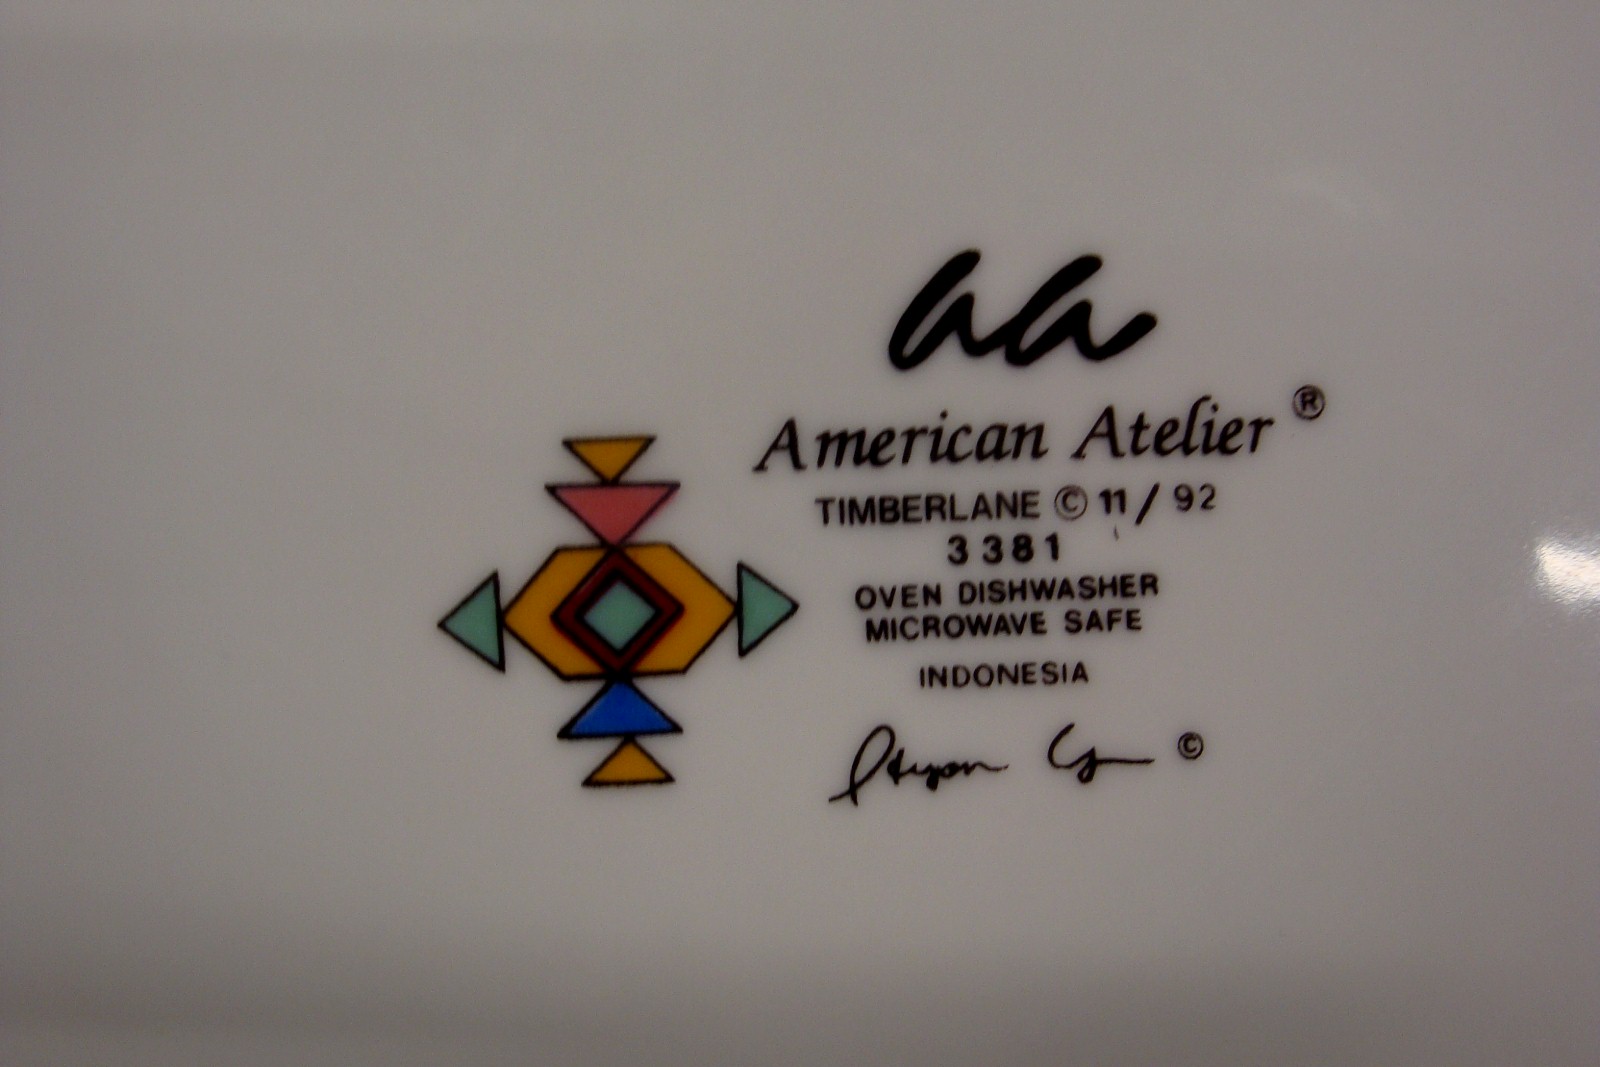 aa
American Atelier ®
TIMBERLANE © 11/92
3381
OVEN DISHWASHER
MICROWAVE SAFE
INDONESIA
©